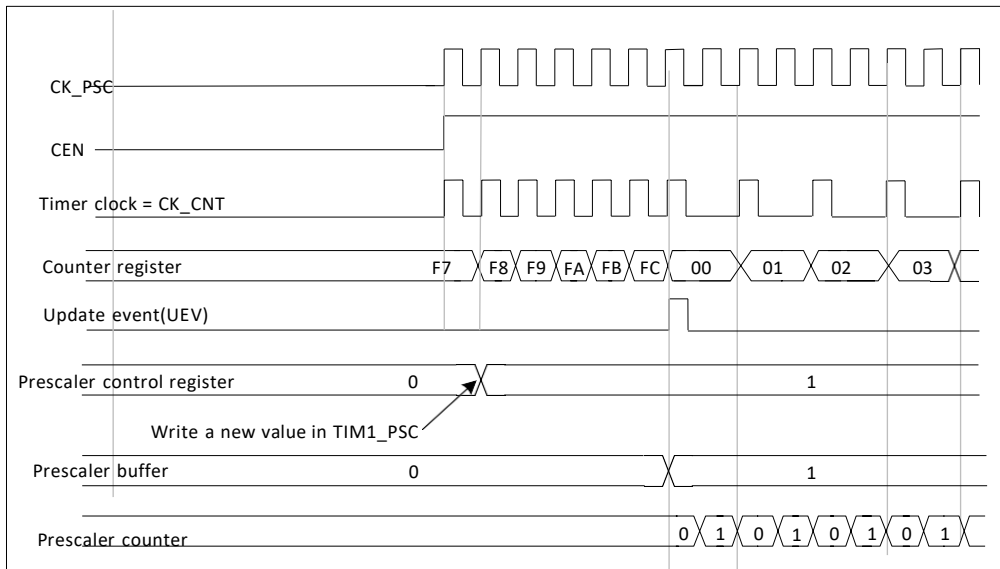 CK_PSC
CEN
Timer clock = CK_CNT
Counter register F7 F8 F9 FA FB FC 00 01 02 03
Update event(UEV)
Prescaler control register 0 1
Write a new value in TIM1_PSC
Prescaler buffer 0 1
Prescaler counter 0 1 0 1 0 1 0 1